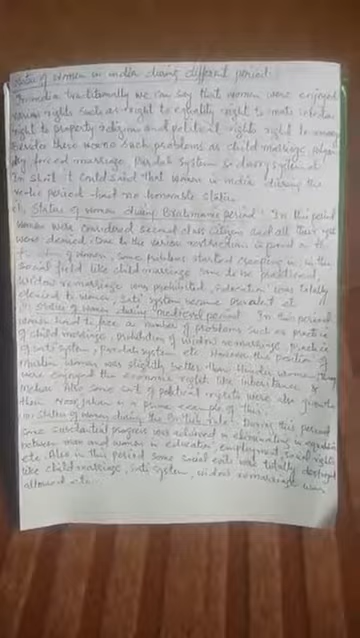 Status of women in india during different period:
In india traditionally we can say that women were enjoyed
various rights such as right to equality right to
right to property religion and political rights right to
Besides there were no such problems as child marriage,
forced marriage, Pardah System so dowry system etc
In short it could said that women in india during the
vedic period had honourable status
Status of women during Brahmanic period: In this period
women were considered second class citizen and all their rights
were denied. Due to the various restriction imposed on the
of women, some problems started creeping in, in the
social field like child marriage came to be practised,
widow remarriage was prohibited, education was totally
denied to women, Sati system became prevalent etc
Status of women during medieval period: In this period
women had to face a number of problems such as practice
of child marriage, prohibition of widow remarriage, practice
of sati system, pardah system etc. However the position of
Muslim women was slightly better than Hindu women. They
were enjoyed the economic rights like inheritance &
Also some sort of political rights were also given to
them. Noor Jahan is a prime example of this.
Status of women during the British rule: During this period
some substantial progress was achieved in eliminating inequalities
between man and women in education, employment, social rights
etc. Also in this period some social evils was totally destroyed
like child marriage, sati system, widow remarriage was
allowed etc.